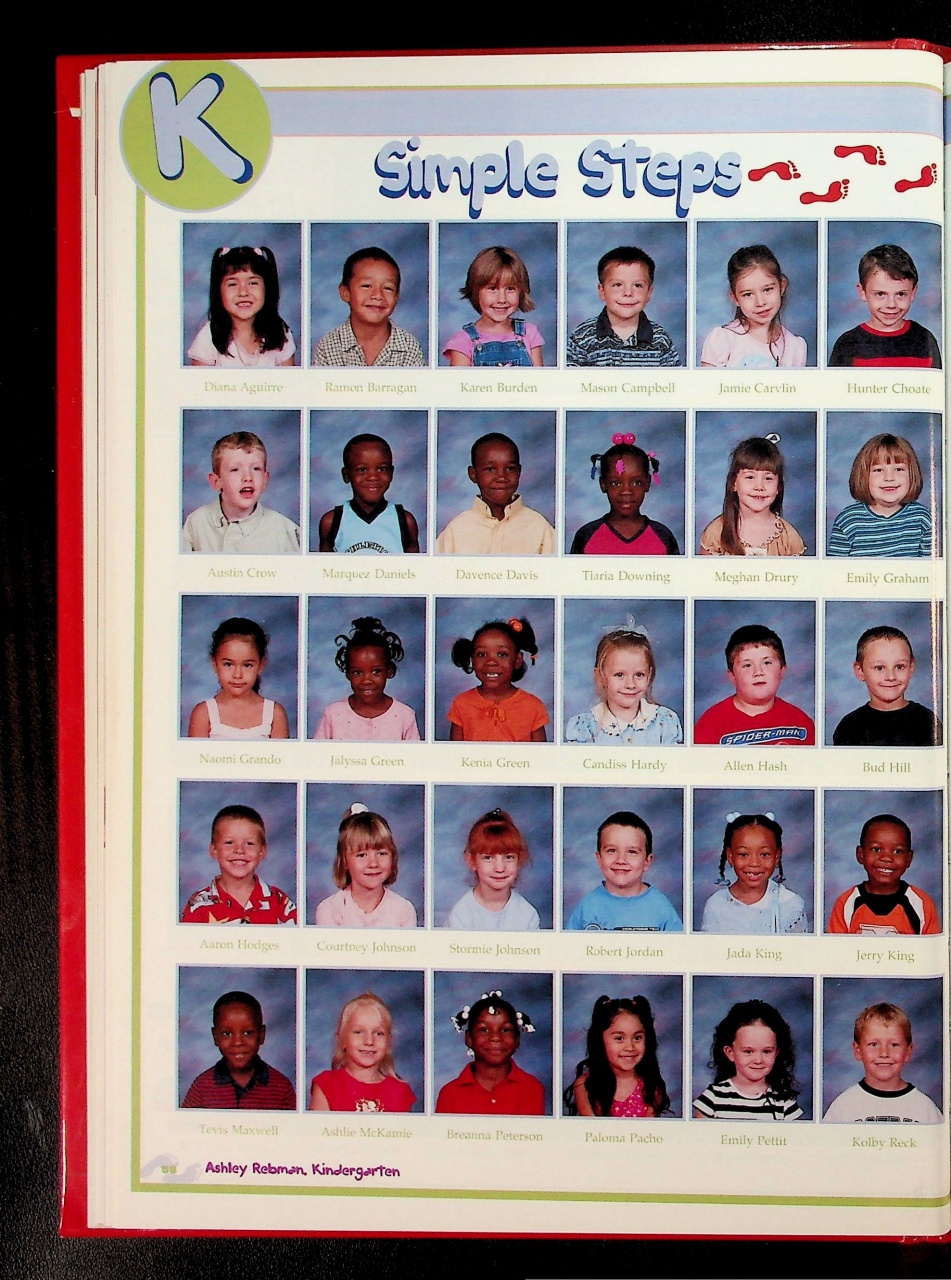 K
Simple Steps
Diana Aguirre Ramon Barragan Karen Burden Mason Campbell Jamie Carvlin Hunter Choate
Austin Crow Marquez Daniels Davence Davis Tiaria Downing Meghan Drury Emily Graham
Naomi Grando Jalyssa Green Kenia Green Candiss Hardy Allen Hash Bud Hill
SPIDER-MAN
Aaron Hodges Courtney Johnson Stormie Johnson Robert Jordan Jada King Jerry King
Tevis Maxwell Ashlie McKamie Breanna Peterson Paloma Pacho Emily Pettit Kolby Reck
Ashley Rebman, Kindergarten